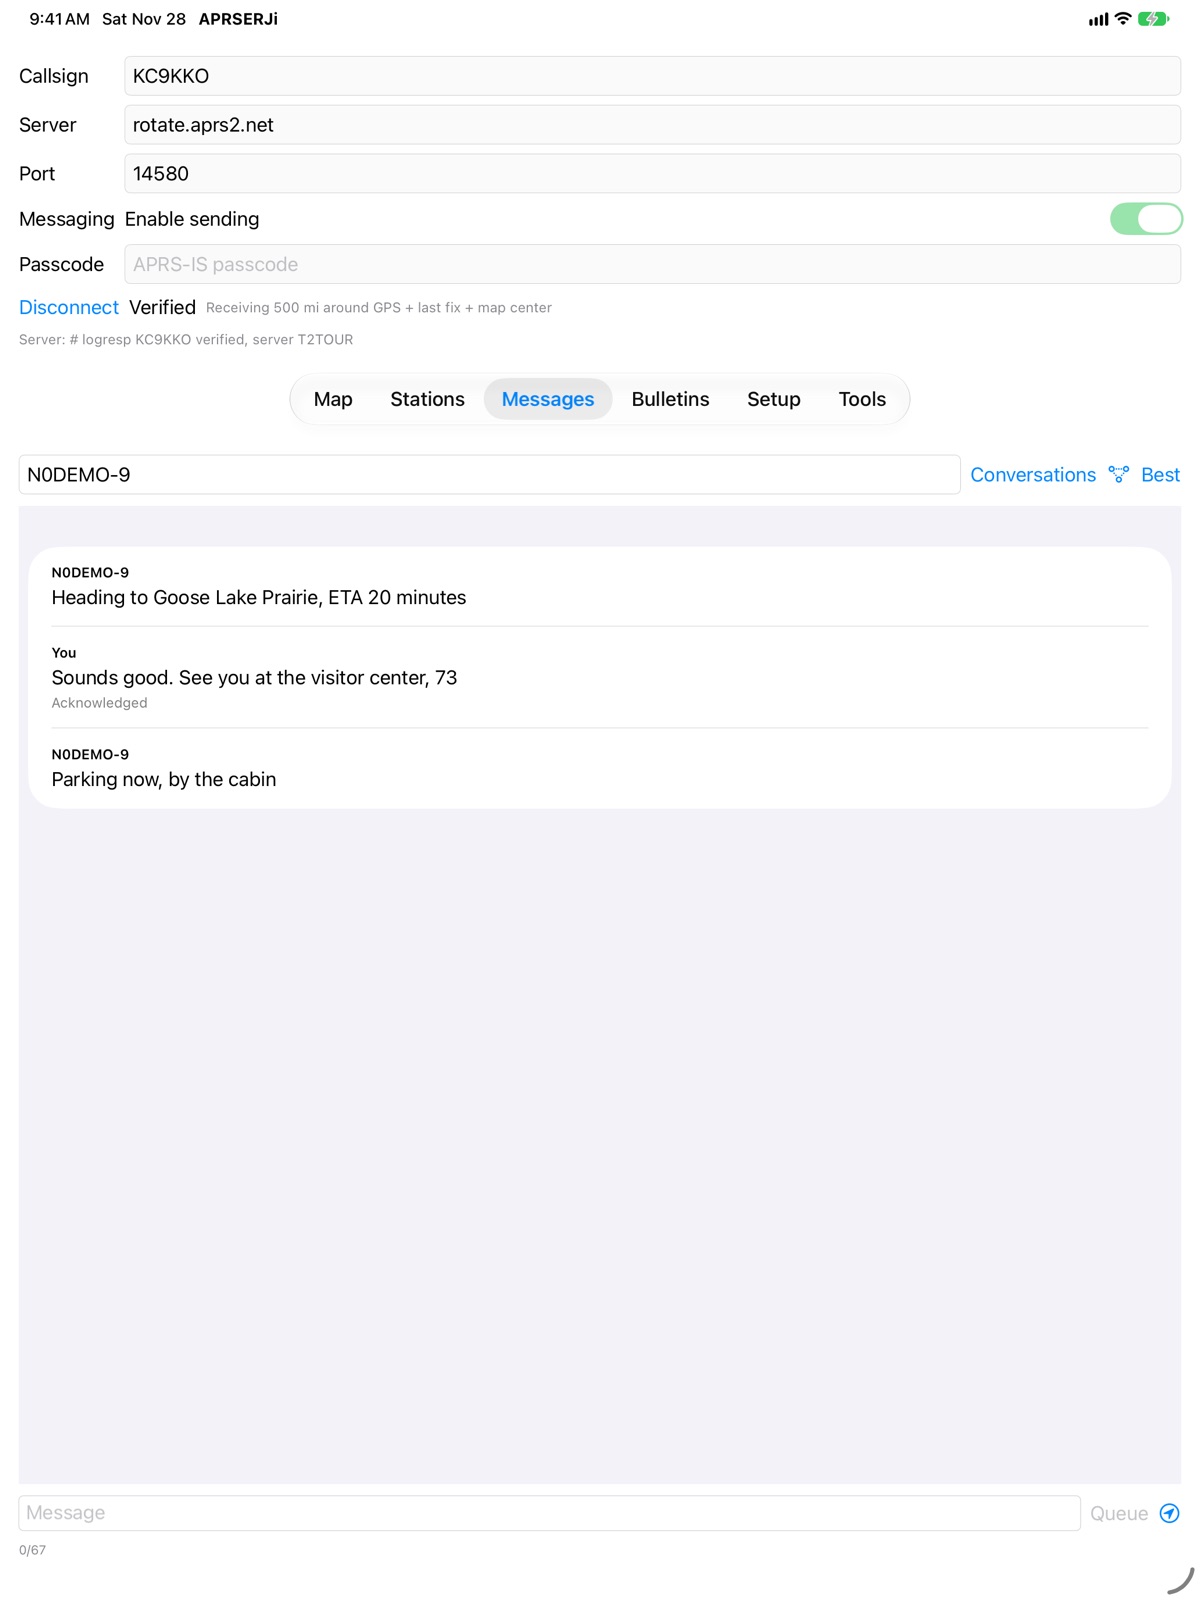 9:41 AM Sat Nov 28 APRSERJi
Callsign KC9KKO
Server rotate.aprs2.net
Port 14580
Messaging Enable sending
Passcode APRS-IS passcode
Disconnect Verified Receiving 500 mi around GPS + last fix + map center
Server: # logresp KC9KKO verified, server T2TOUR
Map Stations Messages Bulletins Setup Tools
N0DEMO-9 Conversations Best
N0DEMO-9
Heading to Goose Lake Prairie, ETA 20 minutes
You
Sounds good. See you at the visitor center, 73
Acknowledged
N0DEMO-9
Parking now, by the cabin
Message Queue
0/67